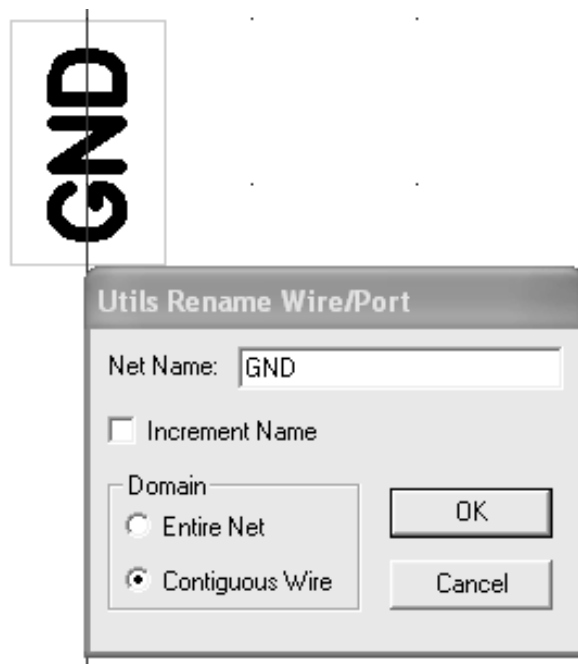 GND
Utils Rename Wire/Port
Net Name: GND
Increment Name
Domain
Entire Net
OK
Contiguous Wire
Cancel